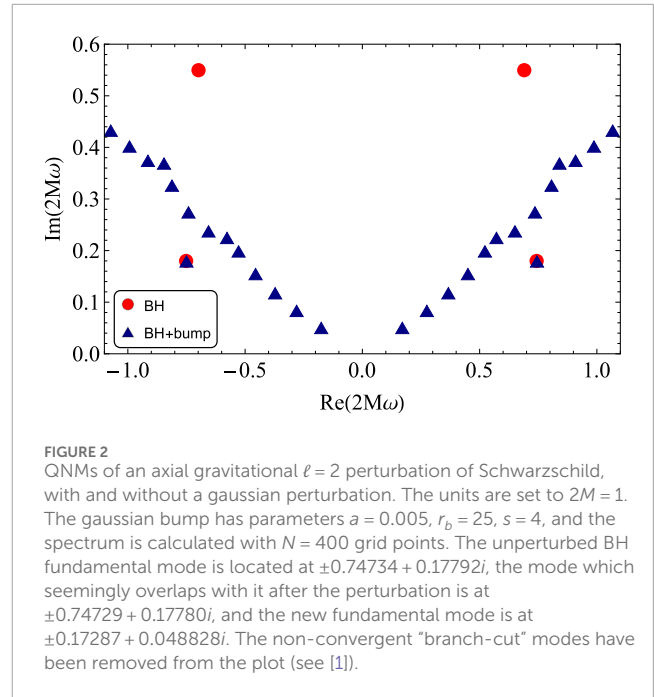 0.6
0.5
0.4
0.3
0.2
0.1
0.0
Im(2Mω)
BH
BH+bump
−1.0 −0.5 0.0 0.5 1.0
Re(2Mω)
FIGURE 2
QNMs of an axial gravitational ℓ = 2 perturbation of Schwarzschild,
with and without a gaussian perturbation. The units are set to 2M = 1.
The gaussian bump has parameters a = 0.005, r_b = 25, s = 4, and the
spectrum is calculated with N = 400 grid points. The unperturbed BH
fundamental mode is located at ±0.74734 + 0.17792i, the mode which
seemingly overlaps with it after the perturbation is at
±0.74729 + 0.17780i, and the new fundamental mode is at
±0.17287 + 0.048828i. The non-convergent “branch-cut” modes have
been removed from the plot (see [1]).